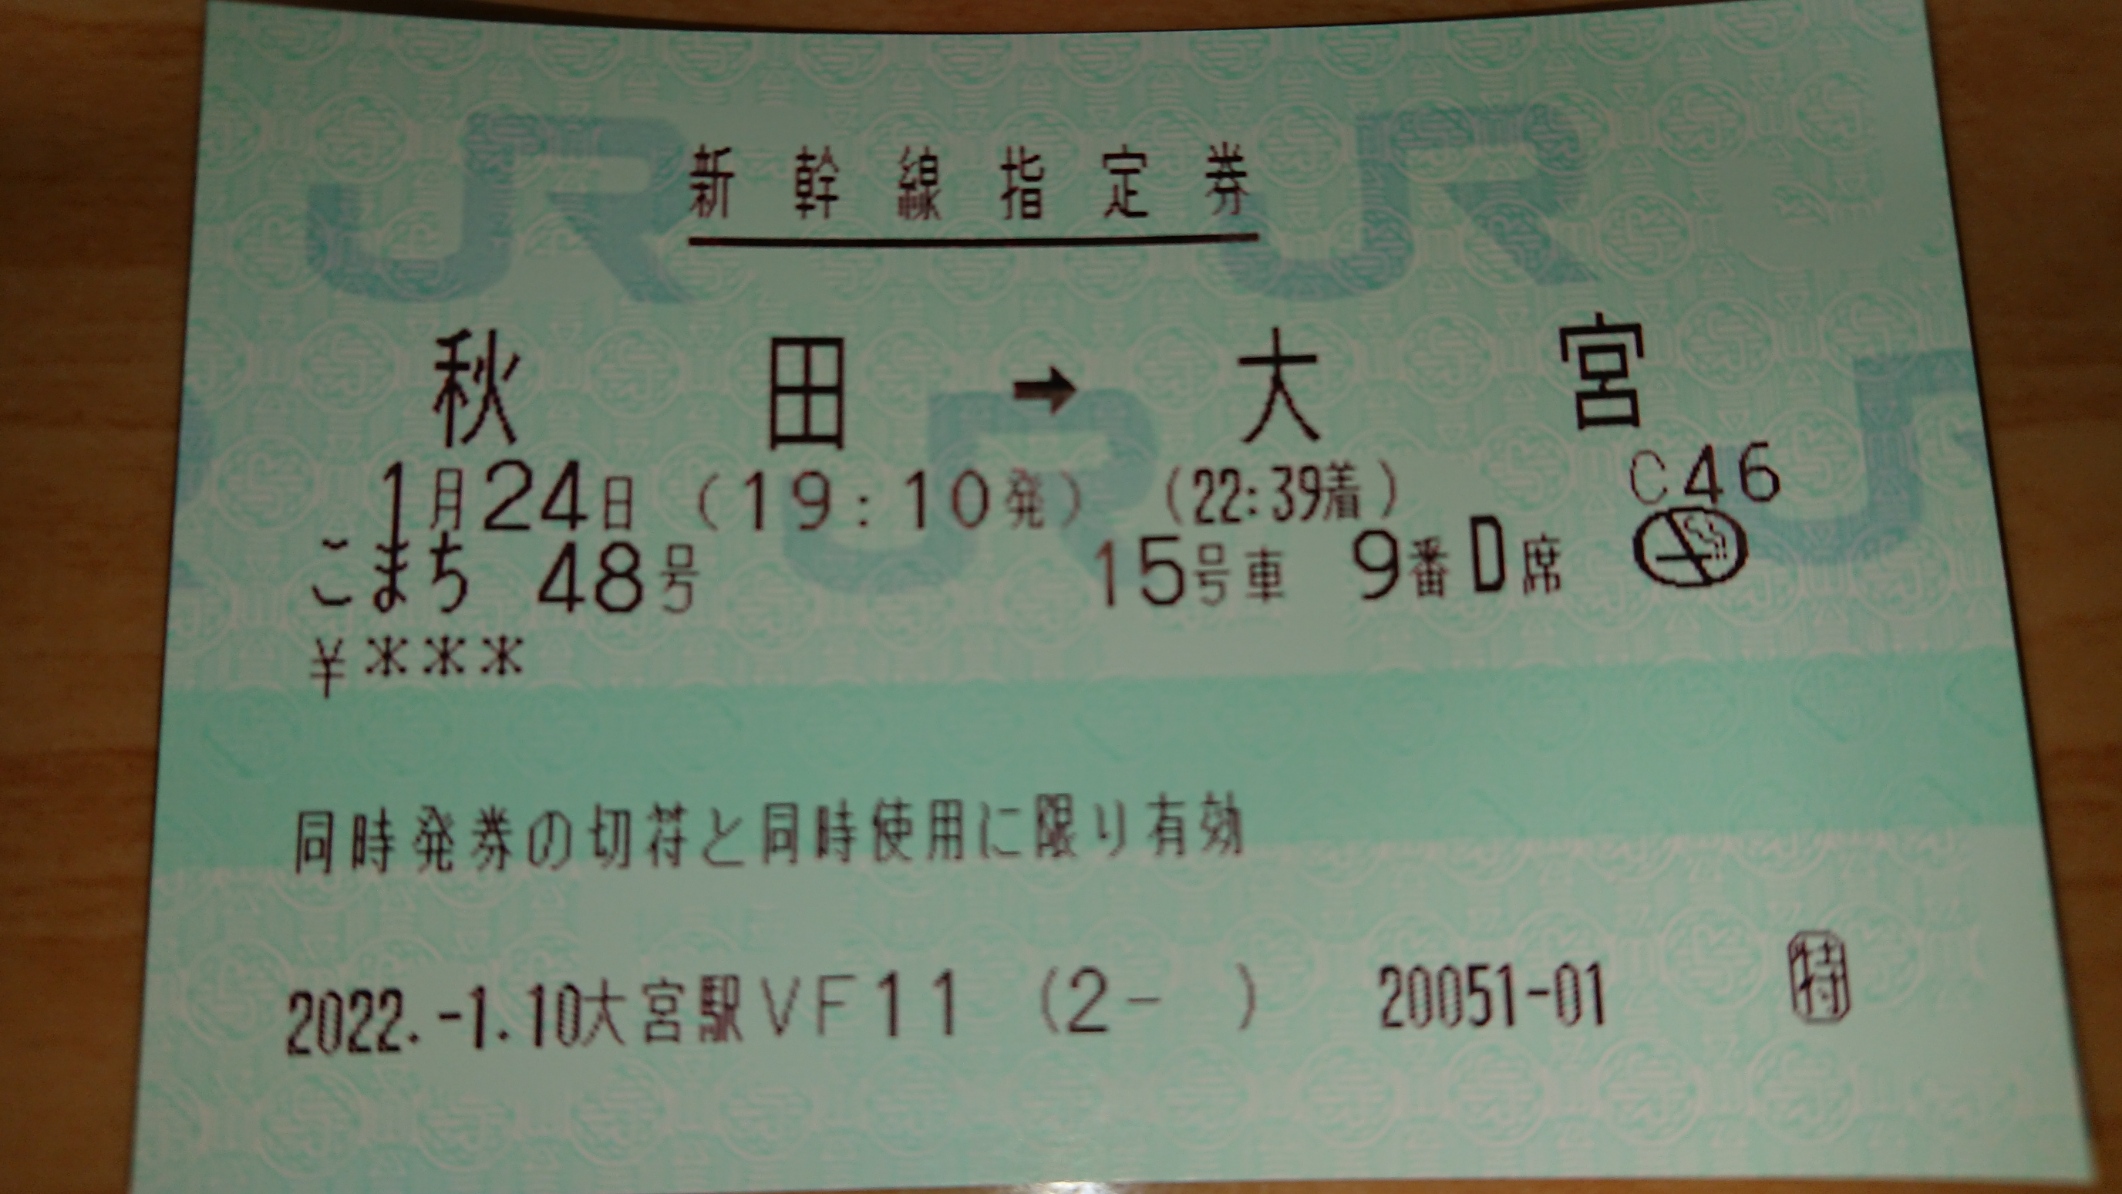 新幹線指定券
秋田 → 大宮
C46
1月24日 (19:10発) (22:39着)
こまち 48号 15号車 9番D席
¥***
同時発券の切符と同時使用に限り有効
2022.-1.10大宮駅VF11 (2- ) 20051-01 特
JR JR JR